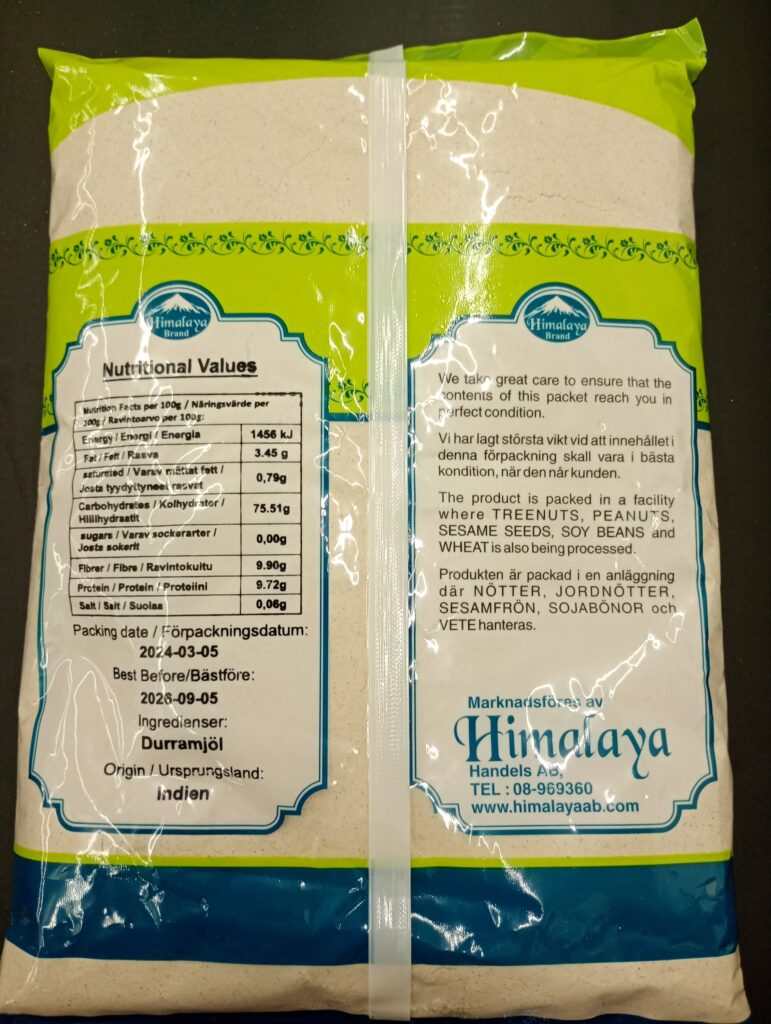 Himalaya
Brand
Nutritional Values
Nutrition Facts per 100g / Näringsvärde per
100g / Ravintoarvo per 100g:
Energy / Energi / Energia 1456 kJ
Fat / Fett / Rasva 3.45 g
saturated / Varav mättat fett /
Josta tyydyttyneet rasvat 0,79g
Carbohydrates / Kolhydrater /
Hiilihydraatit 75.51g
sugars / Varav sockerarter /
Josta sokerit 0,00g
Fibrer / Fibre / Ravintokuitu 9.90g
Protein / Protein / Proteiini 9.72g
Salt / Salt / Suolaa 0,06g
Packing date / Förpackningsdatum:
2024-03-05
Best Before/Bästföre:
2026-09-05
Ingredienser:
Durramjöl
Origin / Ursprungsland:
Indien
Himalaya
Brand
We take great care to ensure that the
contents of this packet reach you in
perfect condition.
Vi har lagt största vikt vid att innehållet i
denna förpackning skall vara i bästa
kondition, när den når kunden.
The product is packed in a facility
where TREENUTS, PEANUTS,
SESAME SEEDS, SOY BEANS and
WHEAT is also being processed.
Produkten är packad i en anläggning
där NÖTTER, JORDNÖTTER,
SESAMFRÖN, SOJABÖNOR och
VETE hanteras.
Marknadsföres av
Himalaya
Handels AB,
TEL : 08-969360
www.himalayaab.com